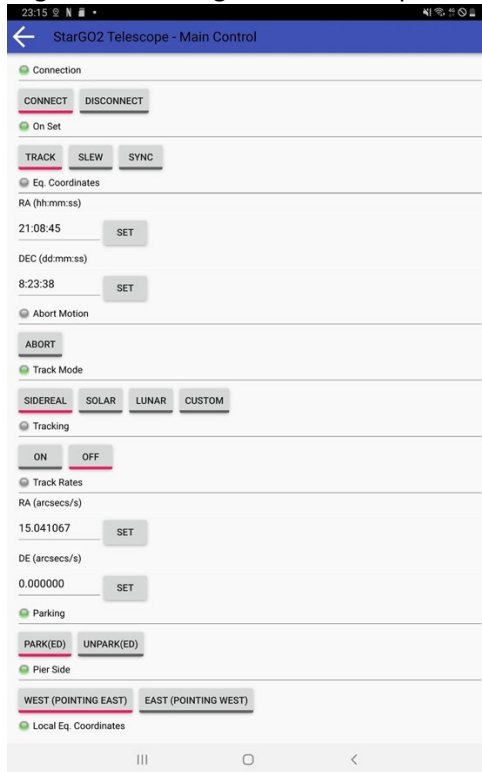 23:15
StarGO2 Telescope - Main Control
Connection
CONNECT DISCONNECT
On Set
TRACK SLEW SYNC
Eq. Coordinates
RA (hh:mm:ss)
21:08:45 SET
DEC (dd:mm:ss)
8:23:38 SET
Abort Motion
ABORT
Track Mode
SIDEREAL SOLAR LUNAR CUSTOM
Tracking
ON OFF
Track Rates
RA (arcsecs/s)
15.041067 SET
DE (arcsecs/s)
0.000000 SET
Parking
PARK(ED) UNPARK(ED)
Pier Side
WEST (POINTING EAST) EAST (POINTING WEST)
Local Eq. Coordinates